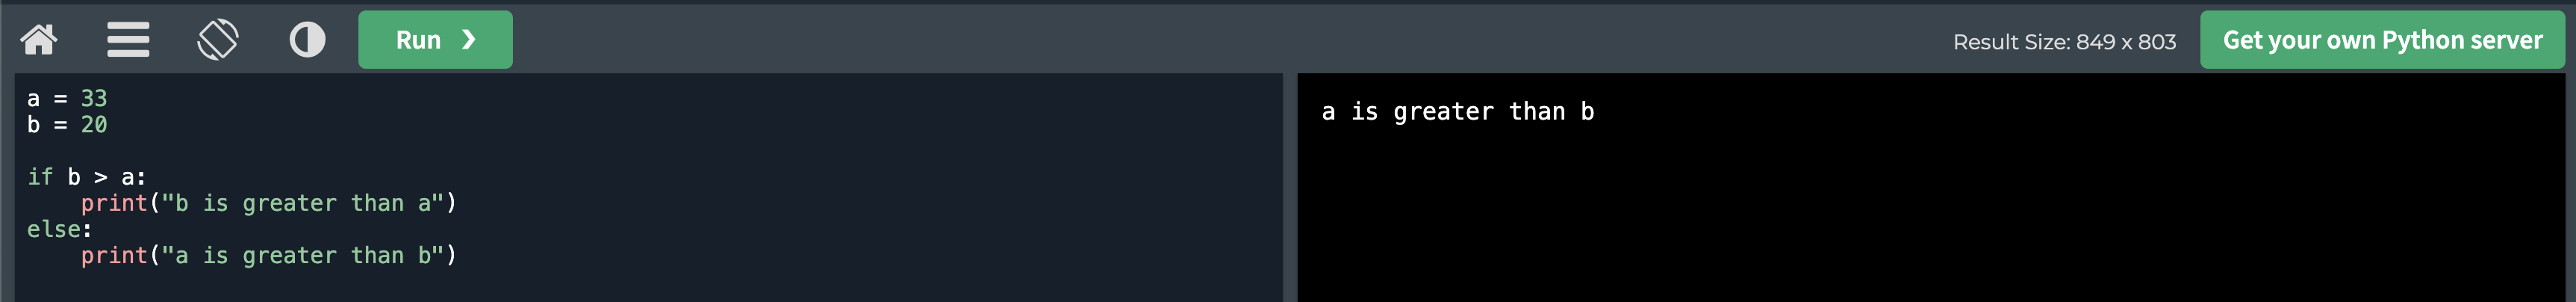 Run ❯
Result Size: 849 x 803
Get your own Python server
a = 33
b = 20
if b > a:
    print("b is greater than a")
else:
    print("a is greater than b")
a is greater than b